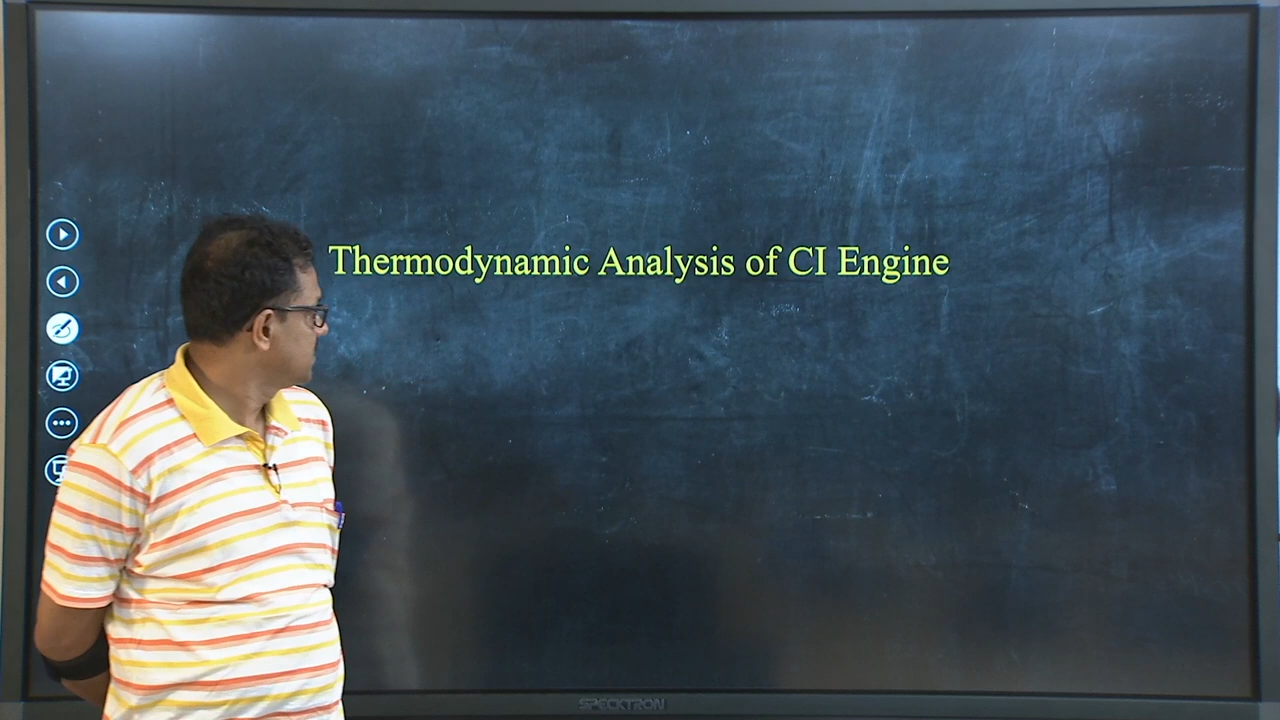 Thermodynamic Analysis of CI Engine
SPECKTRON